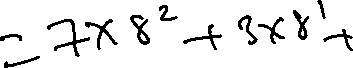 = 7 x 8² + 3 x 8¹ +